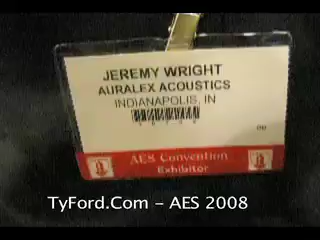 JEREMY WRIGHT
AURALEX ACOUSTICS
INDIANAPOLIS, IN
AES Convention
Exhibitor
TyFord.Com - AES 2008